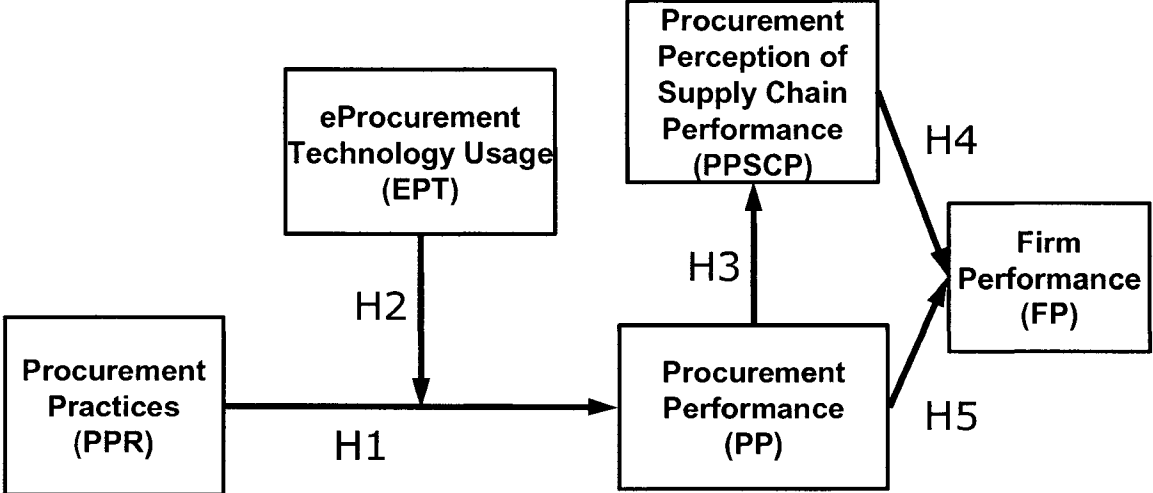 Procurement
Perception of
Supply Chain
Performance
(PPSCP)
eProcurement
Technology Usage
(EPT)
H4
Firm
Performance
(FP)
H3
H2
Procurement
Practices
(PPR)
Procurement
Performance
(PP)
H5
H1